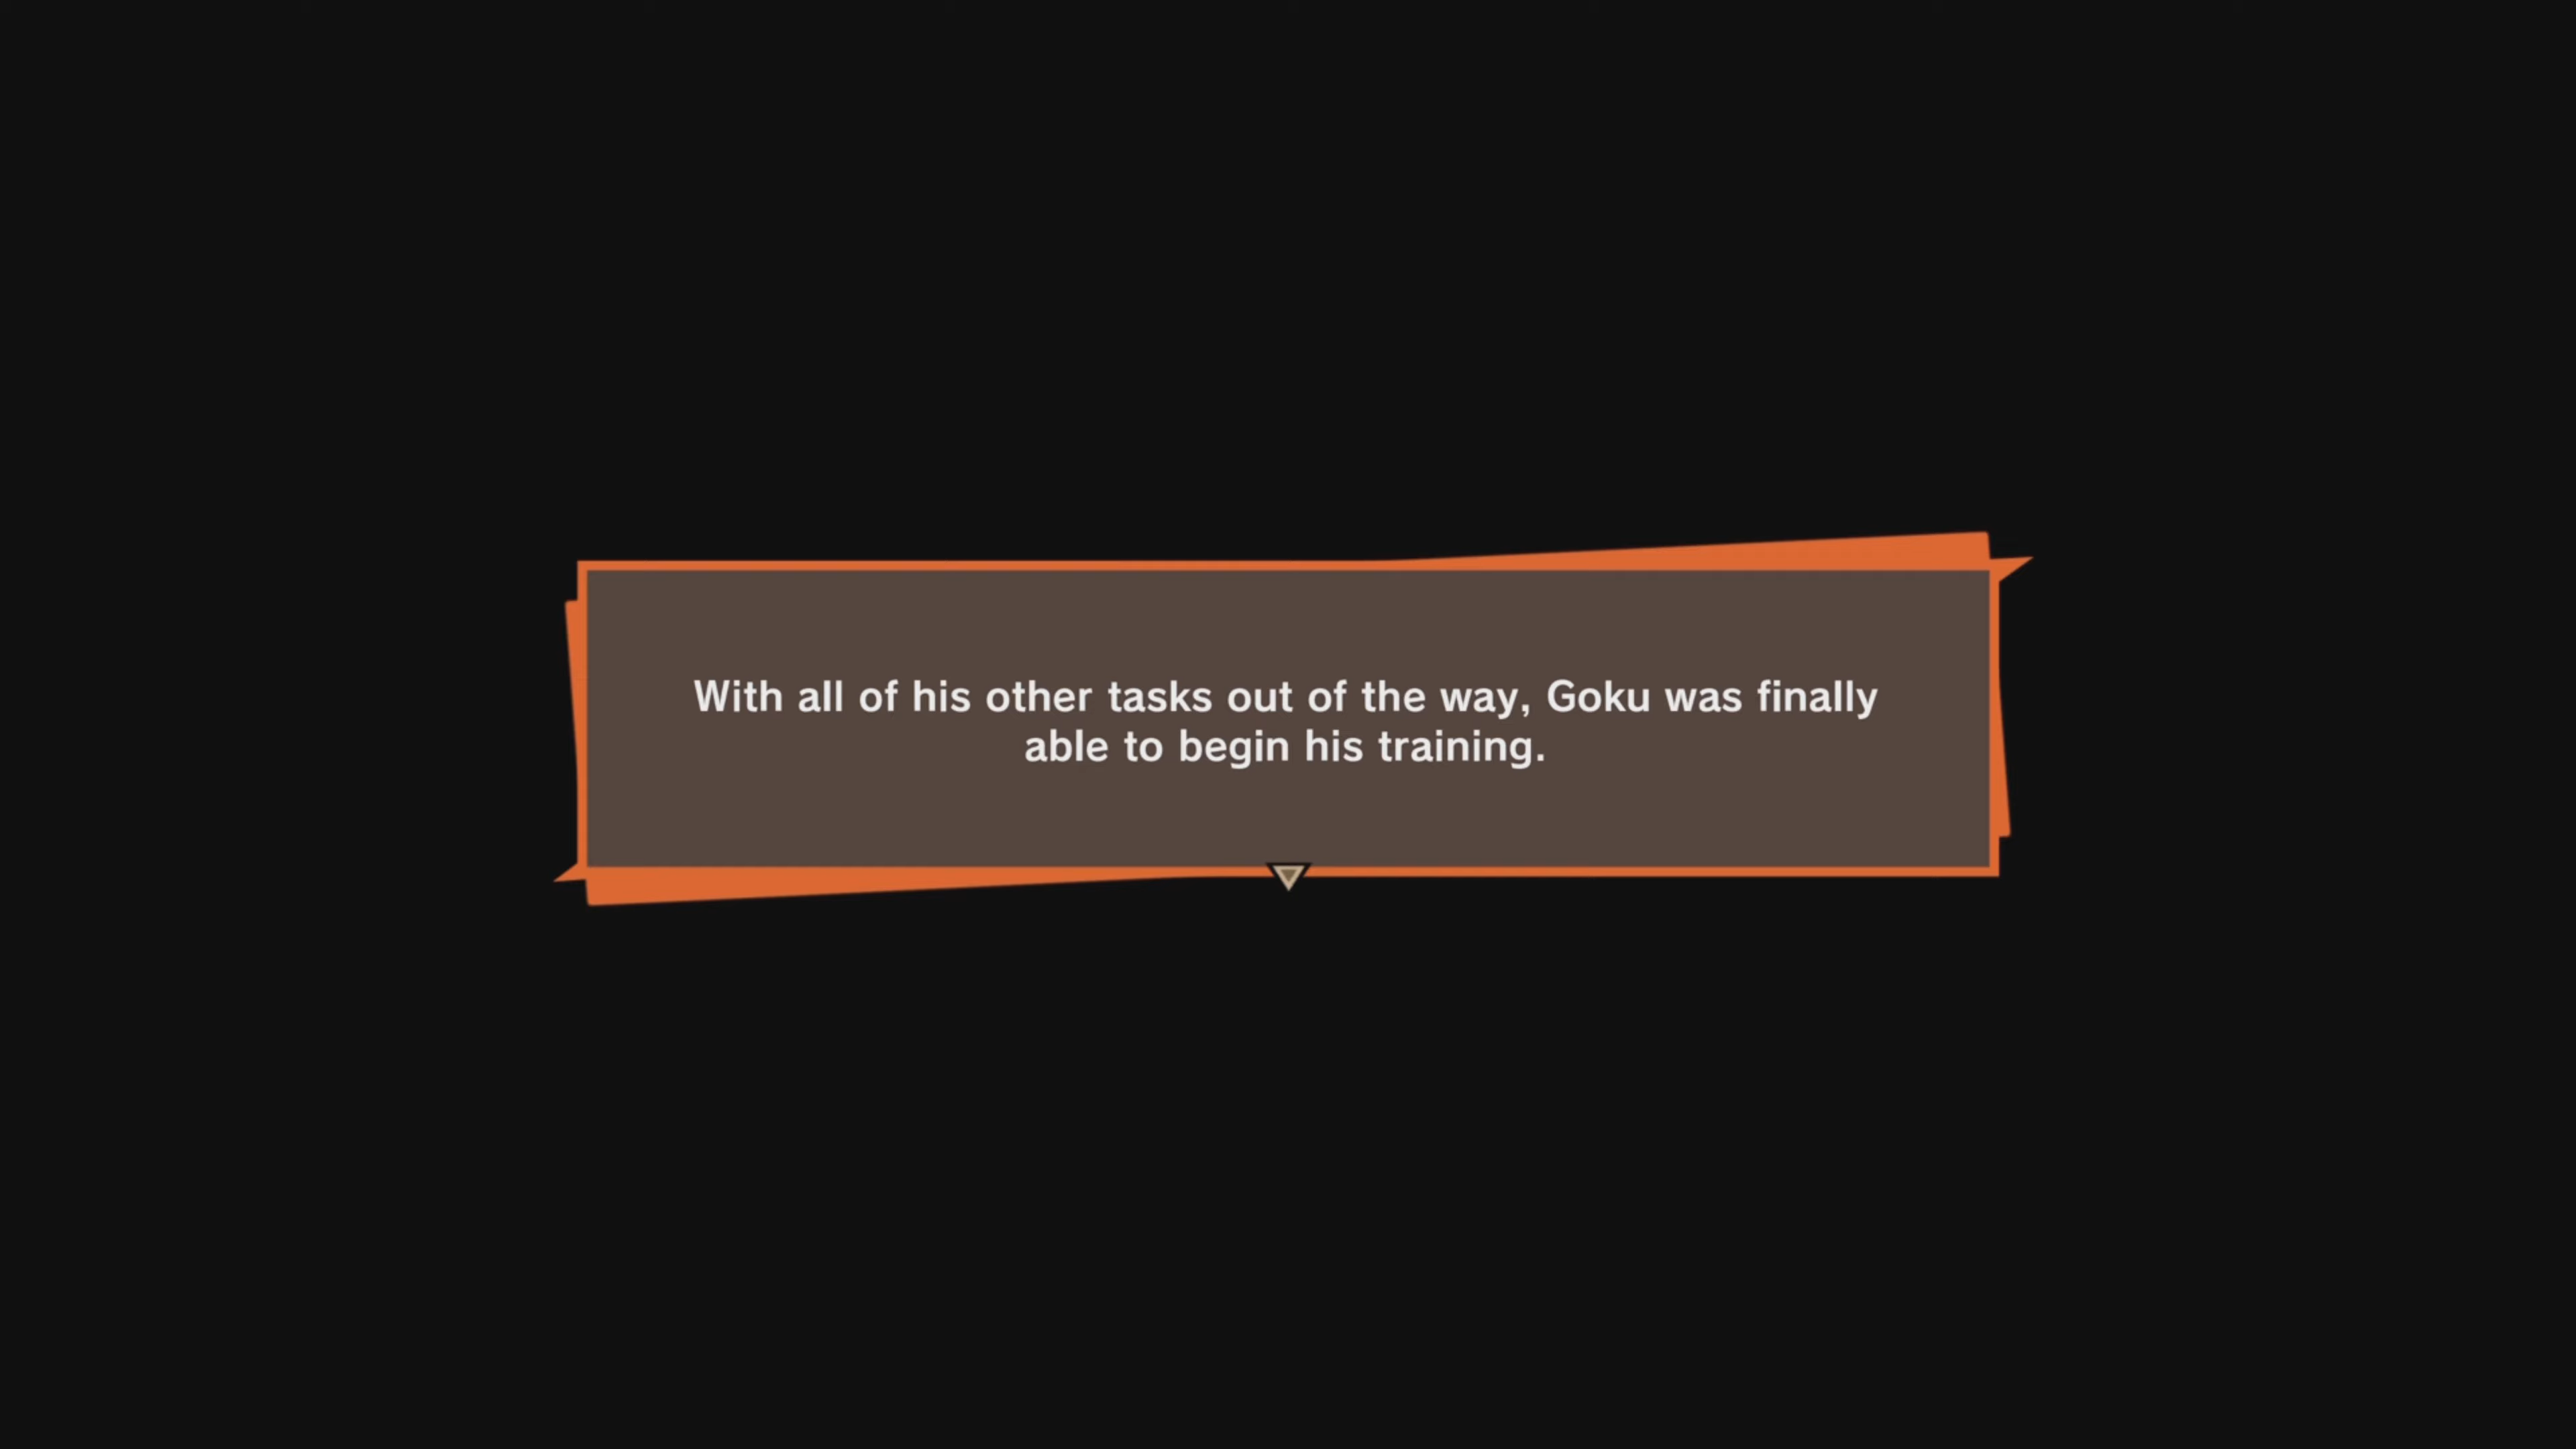 With all of his other tasks out of the way, Goku was finally
able to begin his training.